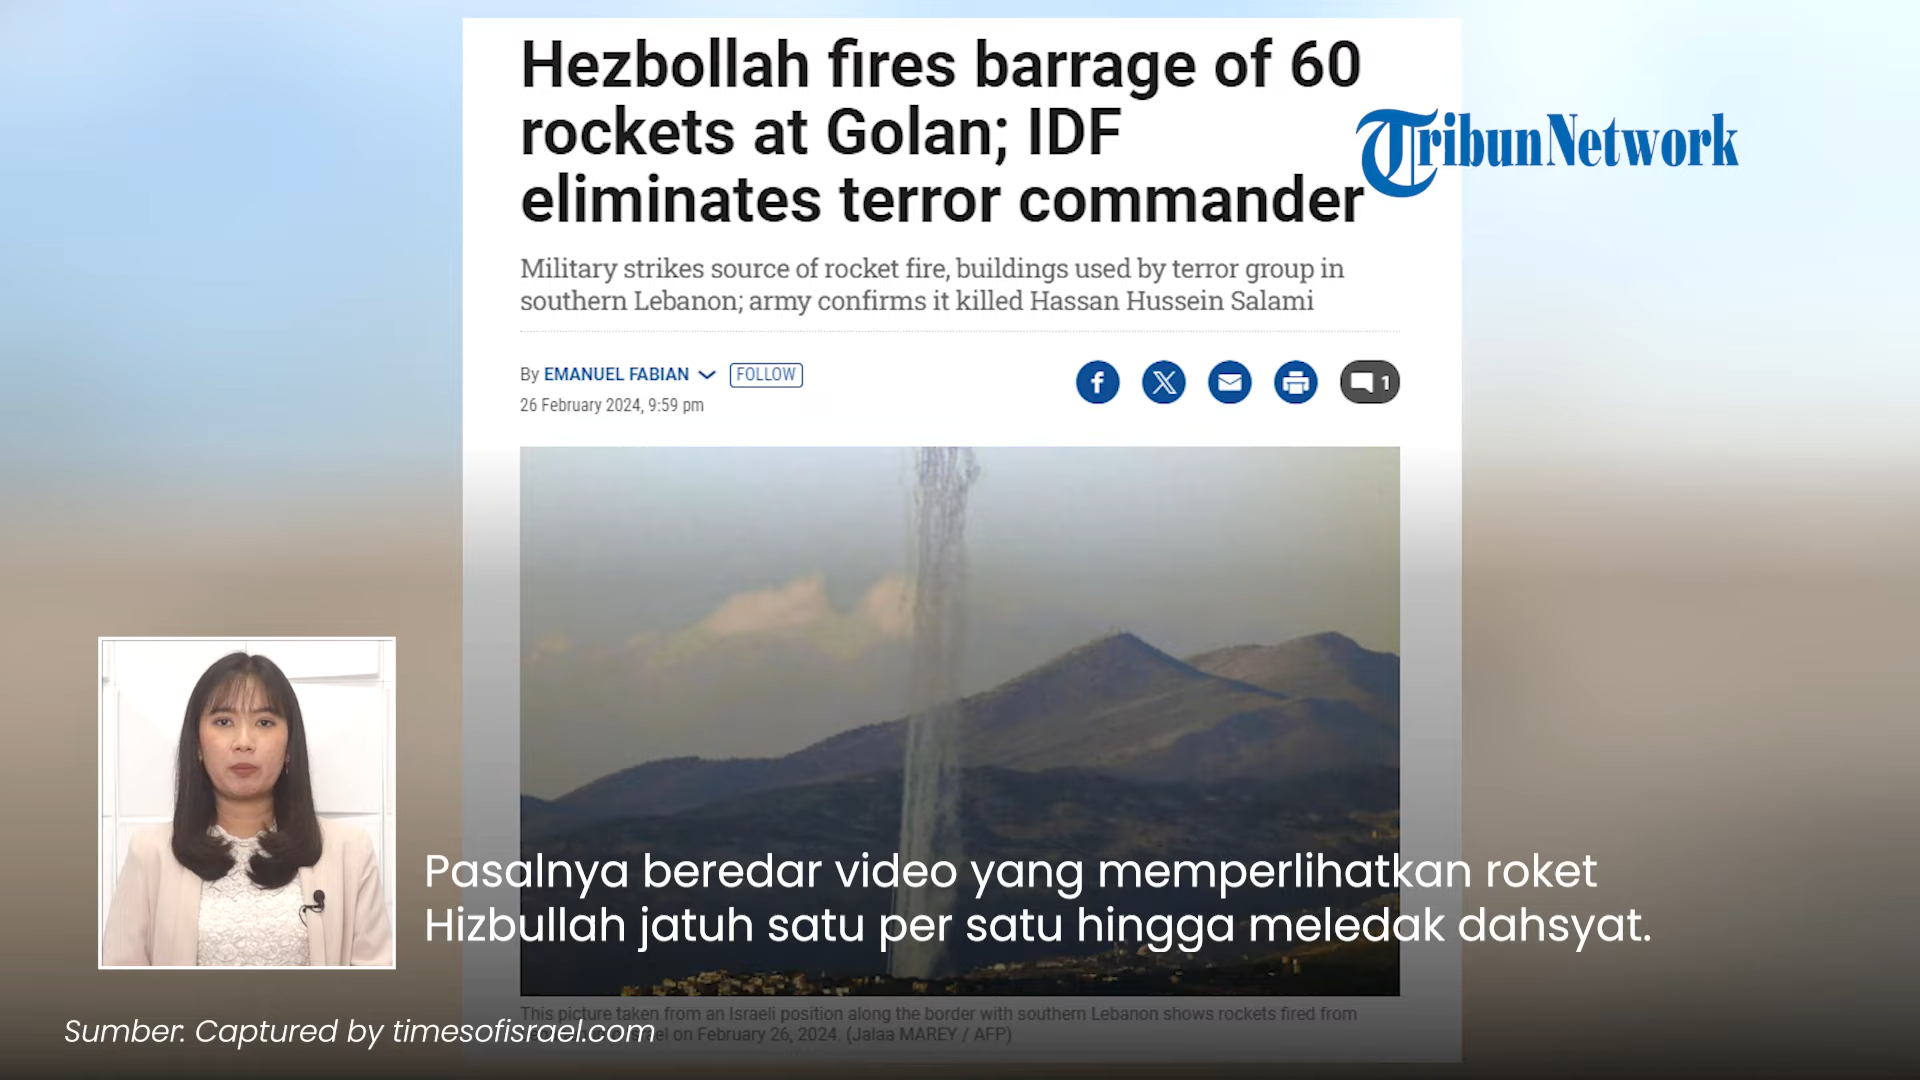 Hezbollah fires barrage of 60
rockets at Golan; IDF
eliminates terror commander
TribunNetwork
Military strikes source of rocket fire, buildings used by terror group in
southern Lebanon; army confirms it killed Hassan Hussein Salami
By EMANUEL FABIAN FOLLOW
26 February 2024, 9:59 pm
1
Pasalnya beredar video yang memperlihatkan roket
Hizbullah jatuh satu per satu hingga meledak dahsyat.
This picture taken from an Israeli position along the border with southern Lebanon shows rockets fired from
on February 26, 2024. (Jalaa MAREY / AFP)
Sumber: Captured by timesofisrael.com